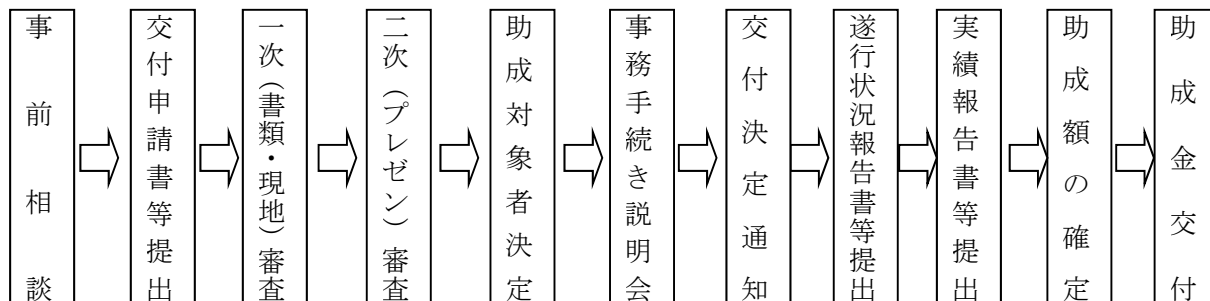 事前相談
交付申請書等提出
一次（書類・現地）審査
二次（プレゼン）審査
助成対象者決定
事務手続き説明会
交付決定通知
遂行状況報告書等提出
実績報告書等提出
助成額の確定
助成金交付